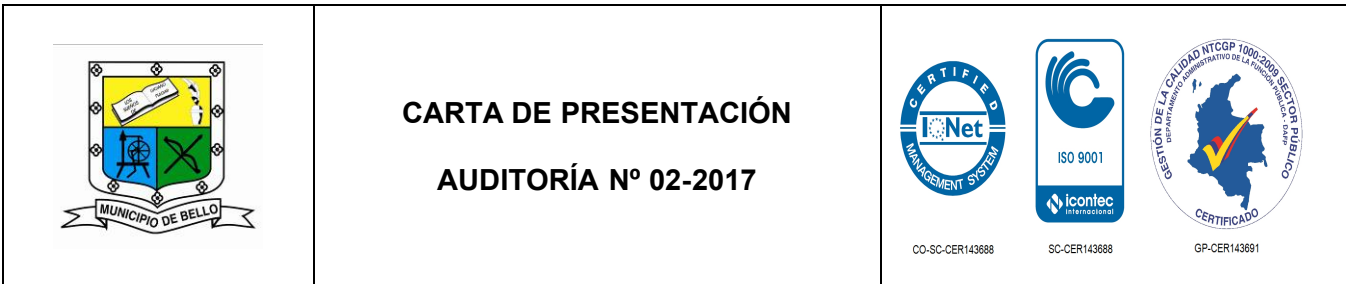 MUNICIPIO DE BELLO
CARTA DE PRESENTACIÓN
AUDITORÍA Nº 02-2017
CERTIFIED
IQNet
MANAGEMENT SYSTEM
CO-SC-CER143688
ISO 9001
icontec
internacional
SC-CER143688
GESTIÓN DE LA CALIDAD NTCGP 1000:2009 SECTOR PÚBLICO
DEPARTAMENTO ADMINISTRATIVO DE LA FUNCIÓN PÚBLICA - DAFP
CERTIFICADO
GP-CER143691